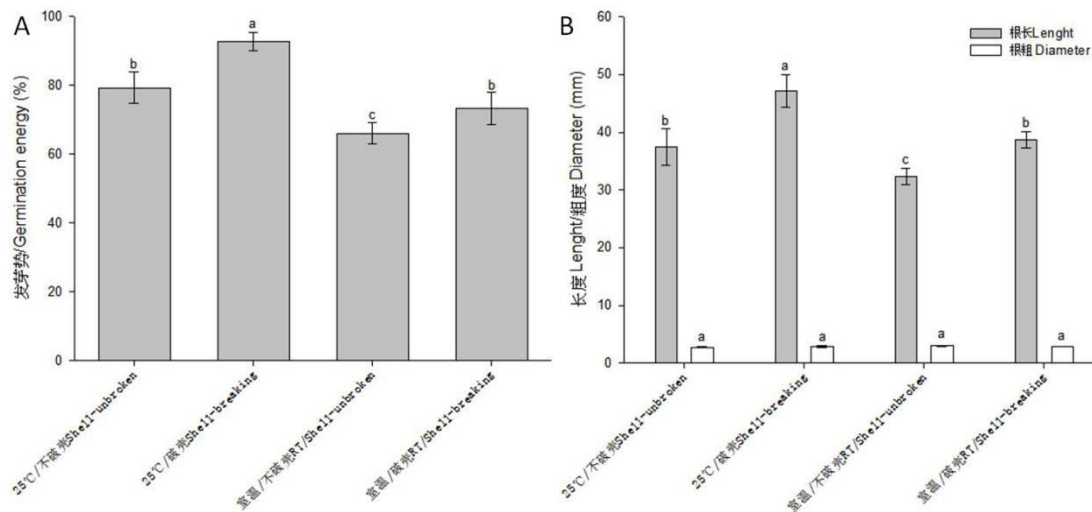 A
发芽势/Germination energy (%)
100
80
60
40
20
0
b
a
c
b
25℃/不破壳Shell-unbroken
25℃/破壳Shell-breaking
室温/不破壳RT/Shell-unbroken
室温/破壳RT/Shell-breaking
B
长度 Lenght/粗度 Diameter (mm)
60
50
40
30
20
10
0
根长Lenght
根粗 Diameter
b
a
a
a
c
a
b
a
25℃/不破壳Shell-unbroken
25℃/破壳Shell-breaking
室温/不破壳RT/Shell-unbroken
室温/破壳RT/Shell-breaking